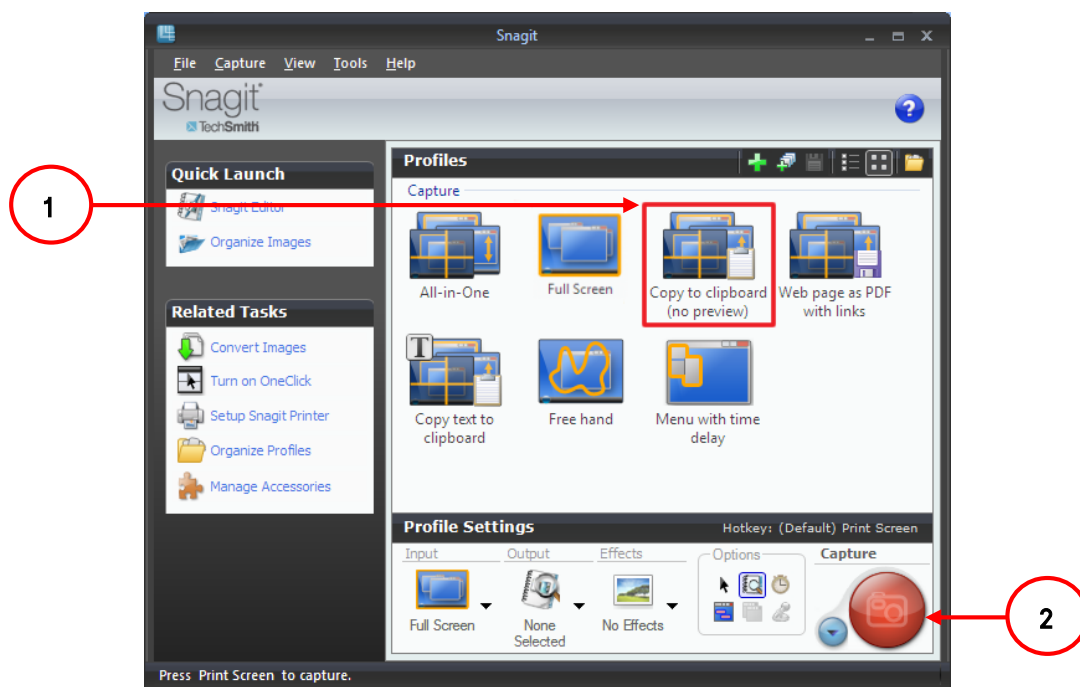 Snagit
File Capture View Tools Help
Snagit
TechSmith
?
Quick Launch
Snagit Editor
Organize Images
Related Tasks
Convert Images
Turn on OneClick
Setup Snagit Printer
Organize Profiles
Manage Accessories
Profiles
Capture
All-in-One
Full Screen
Copy to clipboard
(no preview)
Web page as PDF
with links
T
Copy text to
clipboard
Free hand
Menu with time
delay
Profile Settings
Hotkey: (Default) Print Screen
Input
Output
Effects
Options
Capture
Full Screen
None
Selected
No Effects
Press Print Screen to capture.
1
2